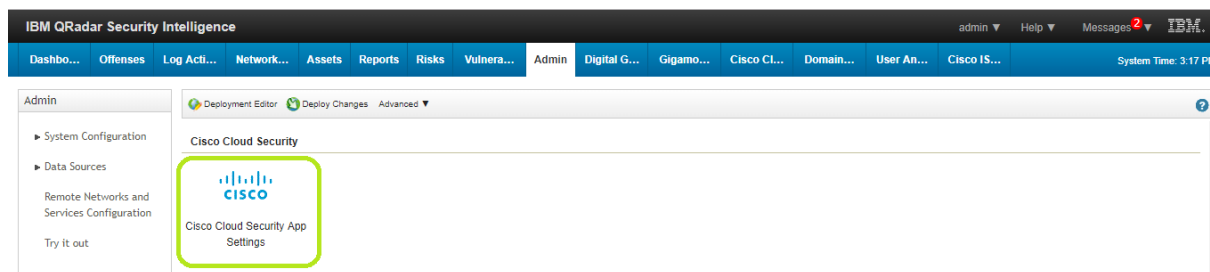 IBM QRadar Security Intelligence
admin ▼ Help ▼ Messages 2 ▼ IBM.
Dashbo... Offenses Log Acti... Network... Assets Reports Risks Vulnera... Admin Digital G... Gigamo... Cisco Cl... Domain... User An... Cisco IS... System Time: 3:17 P
Admin
Deployment Editor Deploy Changes Advanced ▼ ?
System Configuration
Data Sources
Remote Networks and
Services Configuration
Try it out
Cisco Cloud Security
CISCO
Cisco Cloud Security App
Settings